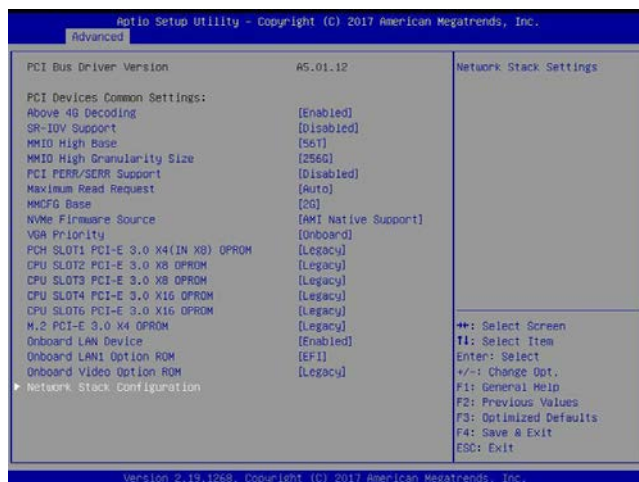 Aptio Setup Utility - Copyright (C) 2017 American Megatrends, Inc.
Advanced
PCI Bus Driver Version A5.01.12
PCI Devices Common Settings:
Above 4G Decoding [Enabled]
SR-IOV Support [Disabled]
MMIO High Base [56T]
MMIO High Granularity Size [256G]
PCI PERR/SERR Support [Disabled]
Maximum Read Request [Auto]
MMCFG Base [2G]
NVMe Firmware Source [AMI Native Support]
VGA Priority [Onboard]
PCH SLOT1 PCI-E 3.0 X4(IN X8) OPROM [Legacy]
CPU SLOT2 PCI-E 3.0 X8 OPROM [Legacy]
CPU SLOT3 PCI-E 3.0 X8 OPROM [Legacy]
CPU SLOT4 PCI-E 3.0 X16 OPROM [Legacy]
CPU SLOT6 PCI-E 3.0 X16 OPROM [Legacy]
M.2 PCI-E 3.0 X4 OPROM [Legacy]
Onboard LAN Device [Enabled]
Onboard LAN1 Option ROM [EFI]
Onboard Video Option ROM [Legacy]
Network Stack Configuration
Network Stack Settings
↔: Select Screen
↑↓: Select Item
Enter: Select
+/-: Change Opt.
F1: General Help
F2: Previous Values
F3: Optimized Defaults
F4: Save & Exit
ESC: Exit
Version 2.19.1268. Copyright (C) 2017 American Megatrends, Inc.